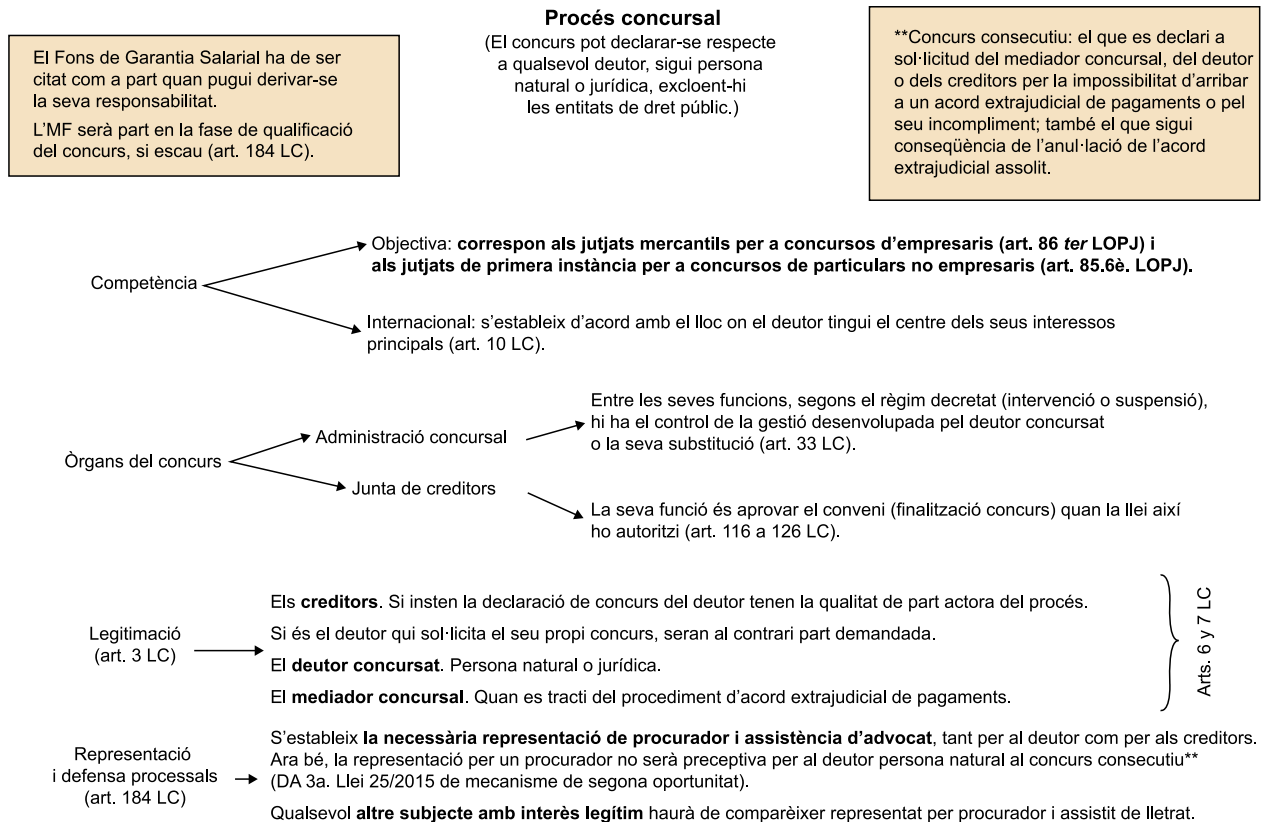 Procés concursal
(El concurs pot declarar-se respecte
a qualsevol deutor, sigui persona
natural o jurídica, excloent-hi
les entitats de dret públic.)
El Fons de Garantia Salarial ha de ser
citat com a part quan pugui derivar-se
la seva responsabilitat.
L’MF serà part en la fase de qualificació
del concurs, si escau (art. 184 LC).
**Concurs consecutiu: el que es declari a
sol·licitud del mediador concursal, del deutor
o dels creditors per la impossibilitat d’arribar
a un acord extrajudicial de pagaments o pel
seu incompliment; també el que sigui
conseqüència de l’anul·lació de l’acord
extrajudicial assolit.
Competència
Objectiva: correspon als jutjats mercantils per a concursos d’empresaris (art. 86 ter LOPJ) i
als jutjats de primera instància per a concursos de particulars no empresaris (art. 85.6è. LOPJ).
Internacional: s’estableix d’acord amb el lloc on el deutor tingui el centre dels seus interessos
principals (art. 10 LC).
Òrgans del concurs
Administració concursal
Entre les seves funcions, segons el règim decretat (intervenció o suspensió),
hi ha el control de la gestió desenvolupada pel deutor concursat
o la seva substitució (art. 33 LC).
Junta de creditors
La seva funció és aprovar el conveni (finalització concurs) quan la llei així
ho autoritzi (art. 116 a 126 LC).
Legitimació
(art. 3 LC)
Els creditors. Si insten la declaració de concurs del deutor tenen la qualitat de part actora del procés.
Si és el deutor qui sol·licita el seu propi concurs, seran al contrari part demandada.
El deutor concursat. Persona natural o jurídica.
El mediador concursal. Quan es tracti del procediment d’acord extrajudicial de pagaments.
Arts. 6 y 7 LC
Representació
i defensa processals
(art. 184 LC)
S’estableix la necessària representació de procurador i assistència d’advocat, tant per al deutor com per als creditors.
Ara bé, la representació per un procurador no serà preceptiva per al deutor persona natural al concurs consecutiu**
(DA 3a. Llei 25/2015 de mecanisme de segona oportunitat).
Qualsevol altre subjecte amb interès legítim haurà de comparèixer representat per procurador i assistit de lletrat.